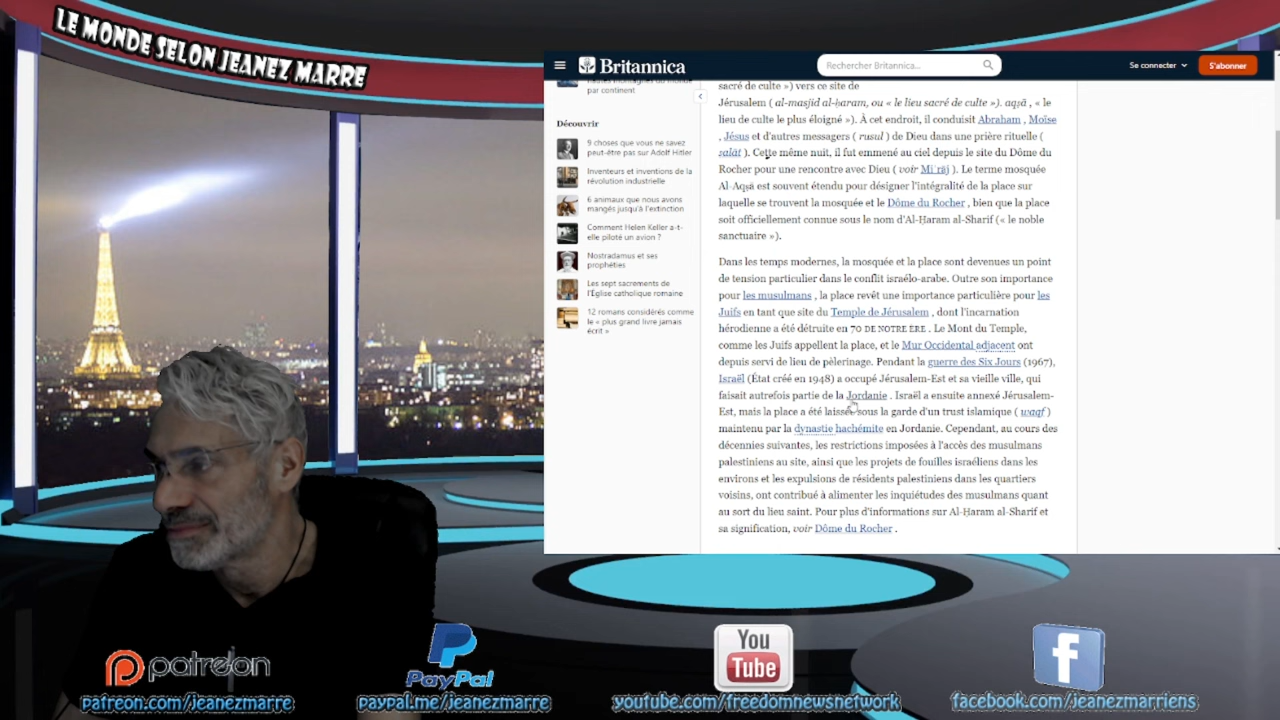 LE MONDE SELON JEANEZ MARRE
Britannica
Rechercher Britannica...
Se connecter
S'abonner
hautes montagnes du monde
par continent
Découvrir
9 choses que vous ne savez
peut-être pas sur Adolf Hitler
Inventeurs et inventions de la
révolution industrielle
6 animaux que nous avons
mangés jusqu'à l'extinction
Comment Helen Keller a-t-
elle piloté un avion ?
Nostradamus et ses
prophéties
Les sept sacrements de
l'Église catholique romaine
12 romans considérés comme
le « plus grand livre jamais
écrit »
sacré de culte ») vers ce site de
Jérusalem ( al-masjid al-ḥaram, ou « le lieu sacré de culte »). aqṣā , « le
lieu de culte le plus éloigné »). À cet endroit, il conduisit Abraham , Moïse
, Jésus et d'autres messagers ( rusul ) de Dieu dans une prière rituelle (
salāt ). Cette même nuit, il fut emmené au ciel depuis le site du Dôme du
Rocher pour une rencontre avec Dieu ( voir Miʿrāj ). Le terme mosquée
Al-Aqṣā est souvent étendu pour désigner l'intégralité de la place sur
laquelle se trouvent la mosquée et le Dôme du Rocher , bien que la place
soit officiellement connue sous le nom d'Al-Ḥaram al-Sharif (« le noble
sanctuaire »).
Dans les temps modernes, la mosquée et la place sont devenues un point
de tension particulier dans le conflit israélo-arabe. Outre son importance
pour les musulmans , la place revêt une importance particulière pour les
Juifs en tant que site du Temple de Jérusalem , dont l'incarnation
hérodienne a été détruite en 70 DE NOTRE ÈRE . Le Mont du Temple,
comme les Juifs appellent la place, et le Mur Occidental adjacent ont
depuis servi de lieu de pèlerinage. Pendant la guerre des Six Jours (1967),
Israël (État créé en 1948) a occupé Jérusalem-Est et sa vieille ville, qui
faisait autrefois partie de la Jordanie . Israël a ensuite annexé Jérusalem-
Est, mais la place a été laissée sous la garde d'un trust islamique ( waqf )
maintenu par la dynastie hachémite en Jordanie. Cependant, au cours des
décennies suivantes, les restrictions imposées à l'accès des musulmans
palestiniens au site, ainsi que les projets de fouilles israéliens dans les
environs et les expulsions de résidents palestiniens dans les quartiers
voisins, ont contribué à alimenter les inquiétudes des musulmans quant
au sort du lieu saint. Pour plus d'informations sur Al-Ḥaram al-Sharif et
sa signification, voir Dôme du Rocher .
patreon
patreon.com/jeanezmarre
PayPal
paypal.me/jeanezmarre
You
Tube
youtube.com/freedomnewsnetwork
f
facebook.com/jeanezmarriens